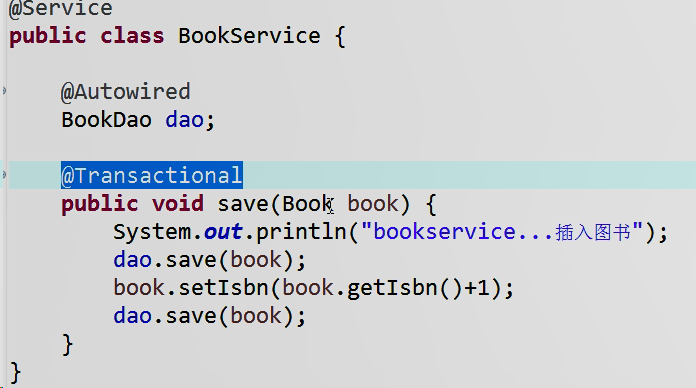 @Service
public class BookService {
@Autowired
BookDao dao;
@Transactional
public void save(Book book) {
System.out.println("bookservice...插入图书");
dao.save(book);
book.setIsbn(book.getIsbn()+1);
dao.save(book);
}
}